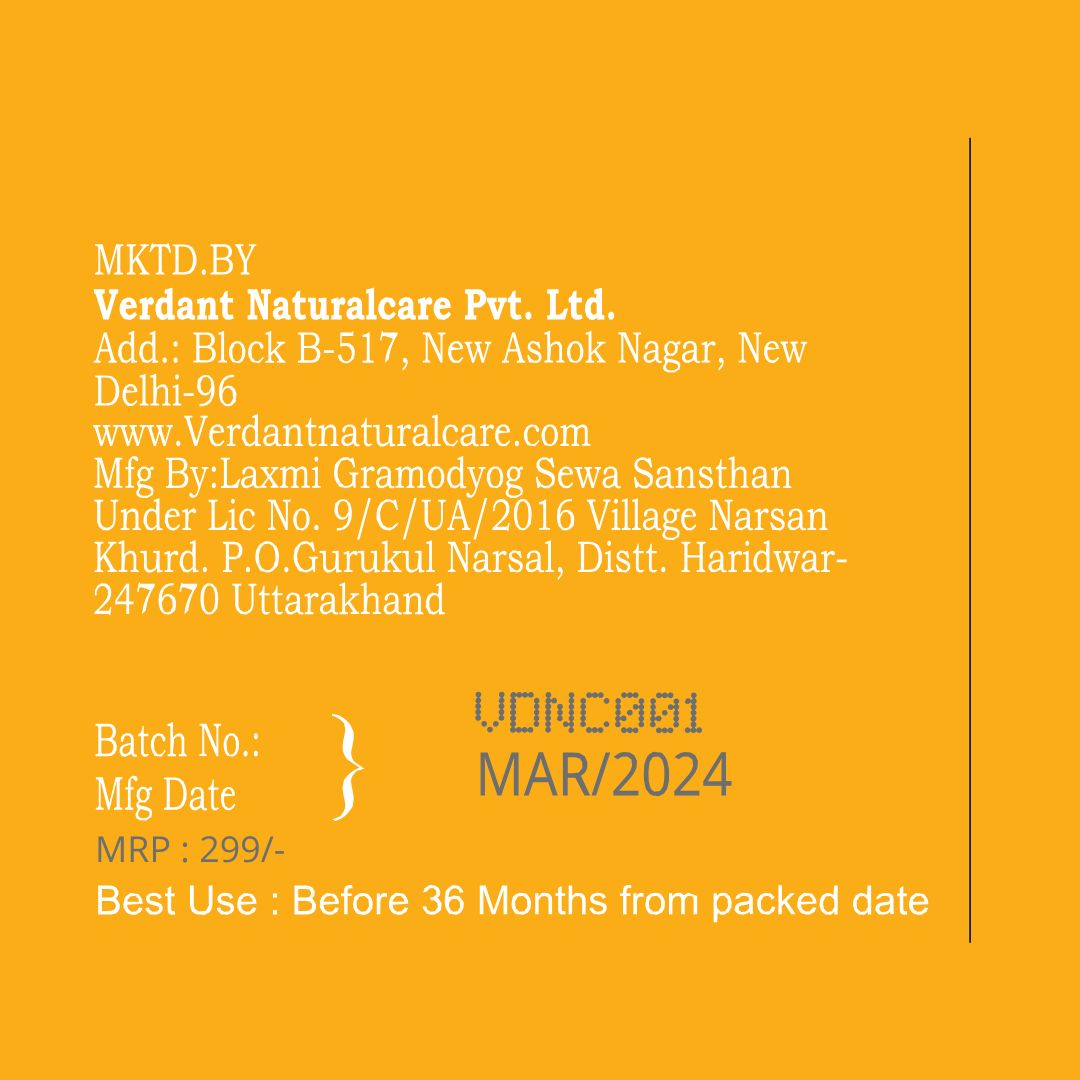 MKTD.BY
Verdant Naturalcare Pvt. Ltd.
Add.: Block B-517, New Ashok Nagar, New
Delhi-96
www.Verdantnaturalcare.com
Mfg By:Laxmi Gramodyog Sewa Sansthan
Under Lic No. 9/C/UA/2016 Village Narsan
Khurd. P.O.Gurukul Narsal, Distt. Haridwar-
247670 Uttarakhand
Batch No.: VDNC001
Mfg Date MAR/2024
MRP : 299/-
Best Use : Before 36 Months from packed date